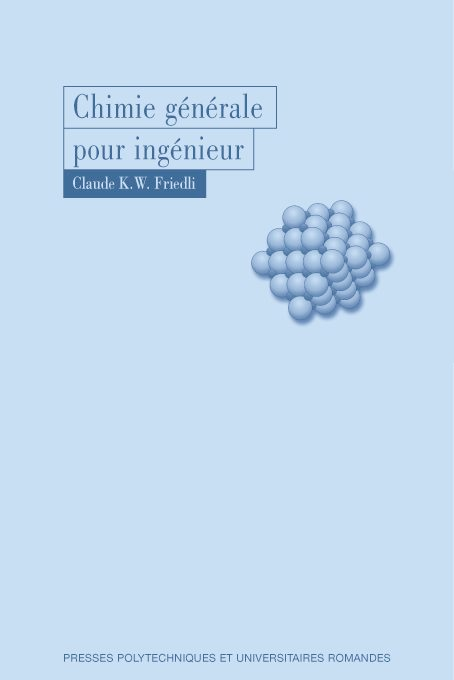 Chimie générale
pour ingénieur
Claude K.W. Friedli
PRESSES POLYTECHNIQUES ET UNIVERSITAIRES ROMANDES